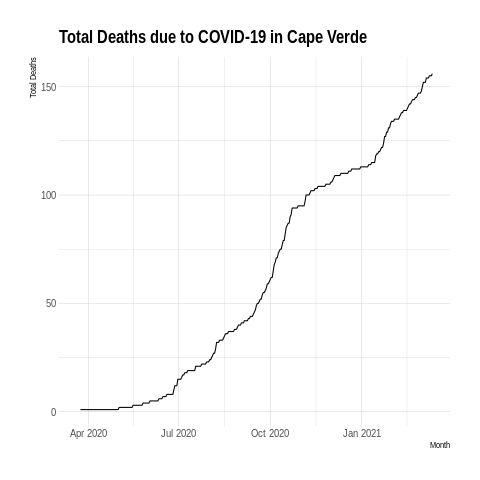 Total Deaths due to COVID-19 in Cape Verde
Total Deaths
150
100
50
0
Apr 2020 Jul 2020 Oct 2020 Jan 2021
Month